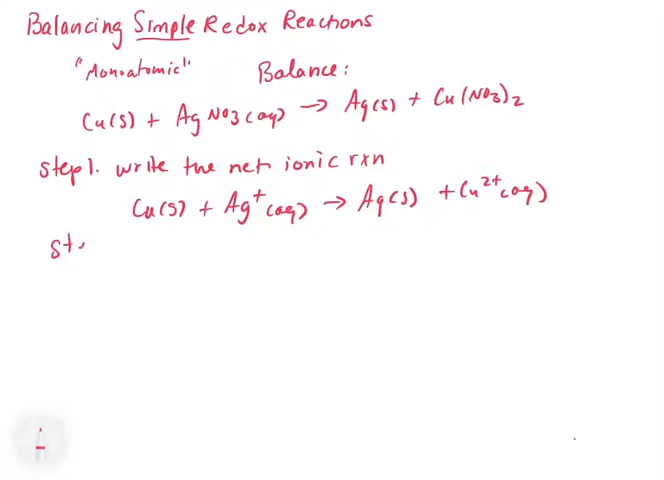 Balancing Simple Redox Reactions
"Monoatomic" Balance:
Cu(s) + AgNO3(aq) → Ag(s) + Cu(NO3)2
Step 1. write the net ionic rxn
Cu(s) + Ag⁺(aq) → Ag(s) + Cu²⁺(aq)
St